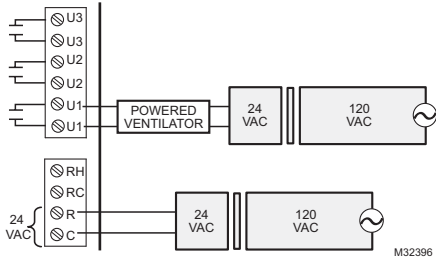 U3
U3
U2
U2
U1
U1
POWERED
VENTILATOR
24
VAC
120
VAC
RH
RC
R
C
24
VAC
24
VAC
120
VAC
M32396